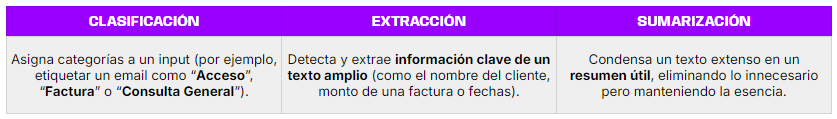 CLASIFICACIÓN
EXTRACCIÓN
SUMARIZACIÓN
Asigna categorías a un input (por ejemplo,
etiquetar un email como “Acceso”,
“Factura” o “Consulta General”).
Detecta y extrae información clave de un
texto amplio (como el nombre del cliente,
monto de una factura o fechas).
Condensa un texto extenso en un
resumen útil, eliminando lo innecesario
pero manteniendo la esencia.